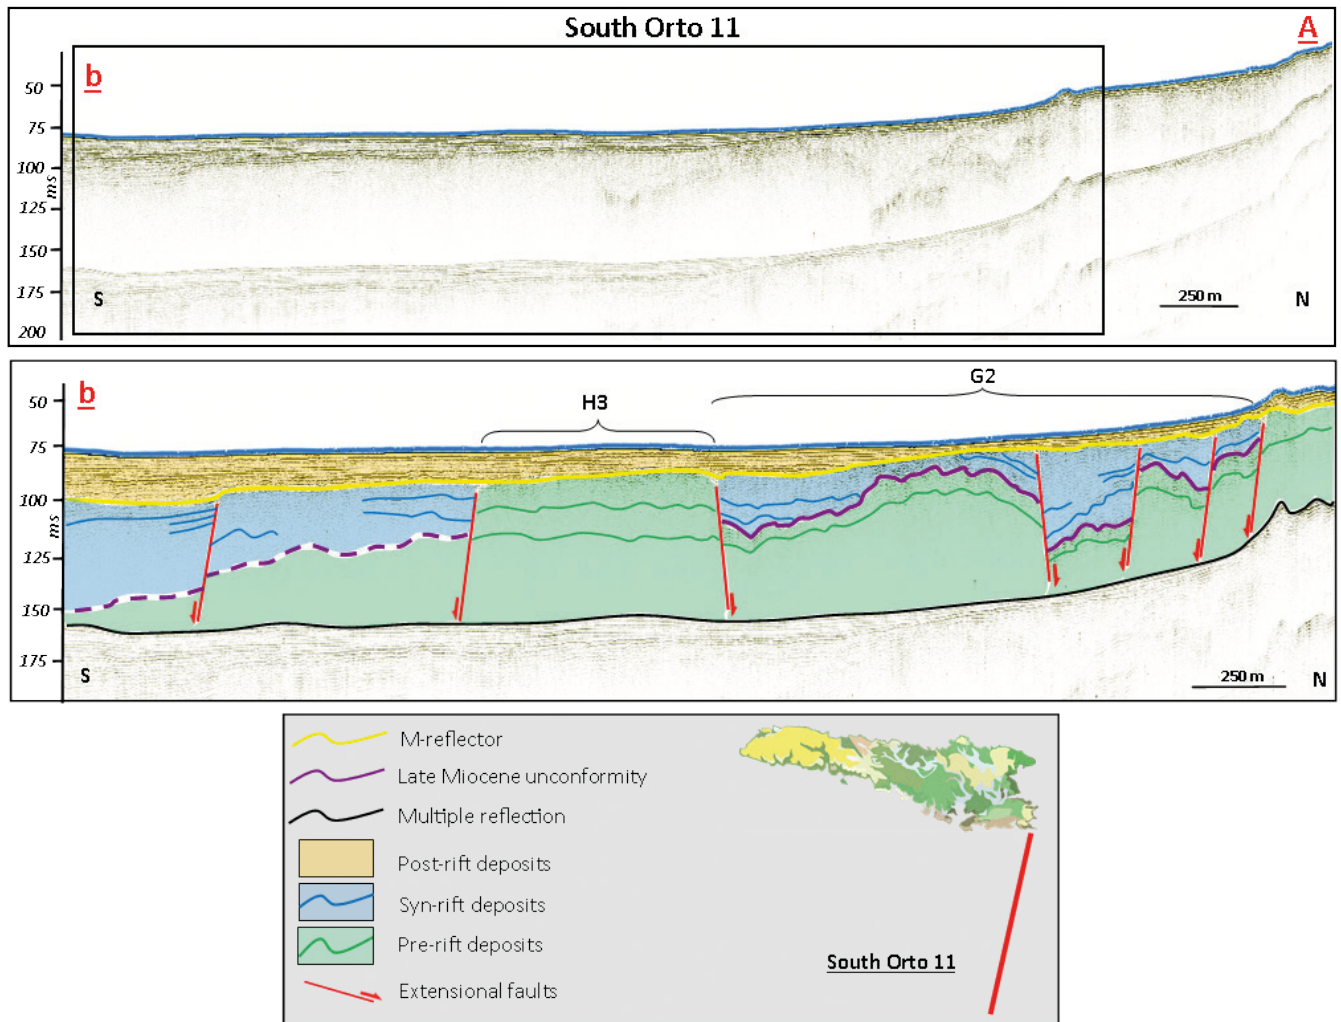 South Orto 11
A
b
50
75
100
125
150
175
200
ms
S
250 m
N
b
G2
H3
50
75
100
125
150
175
ms
S
250 m
N
M-reflector
Late Miocene unconformity
Multiple reflection
Post-rift deposits
Syn-rift deposits
Pre-rift deposits
Extensional faults
South Orto 11